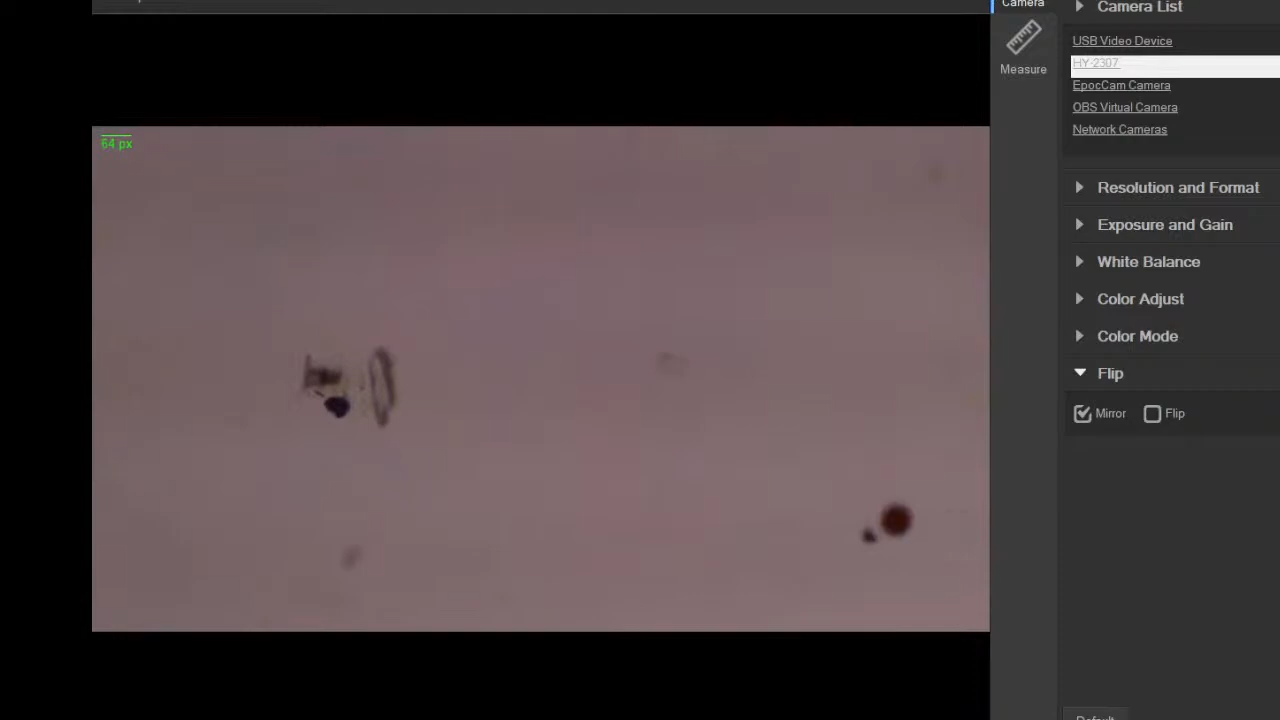 Camera
Camera List
64 px
Measure
USB Video Device
HY-2307
EpocCam Camera
OBS Virtual Camera
Network Cameras
Resolution and Format
Exposure and Gain
White Balance
Color Adjust
Color Mode
Flip
Mirror
Flip
Default